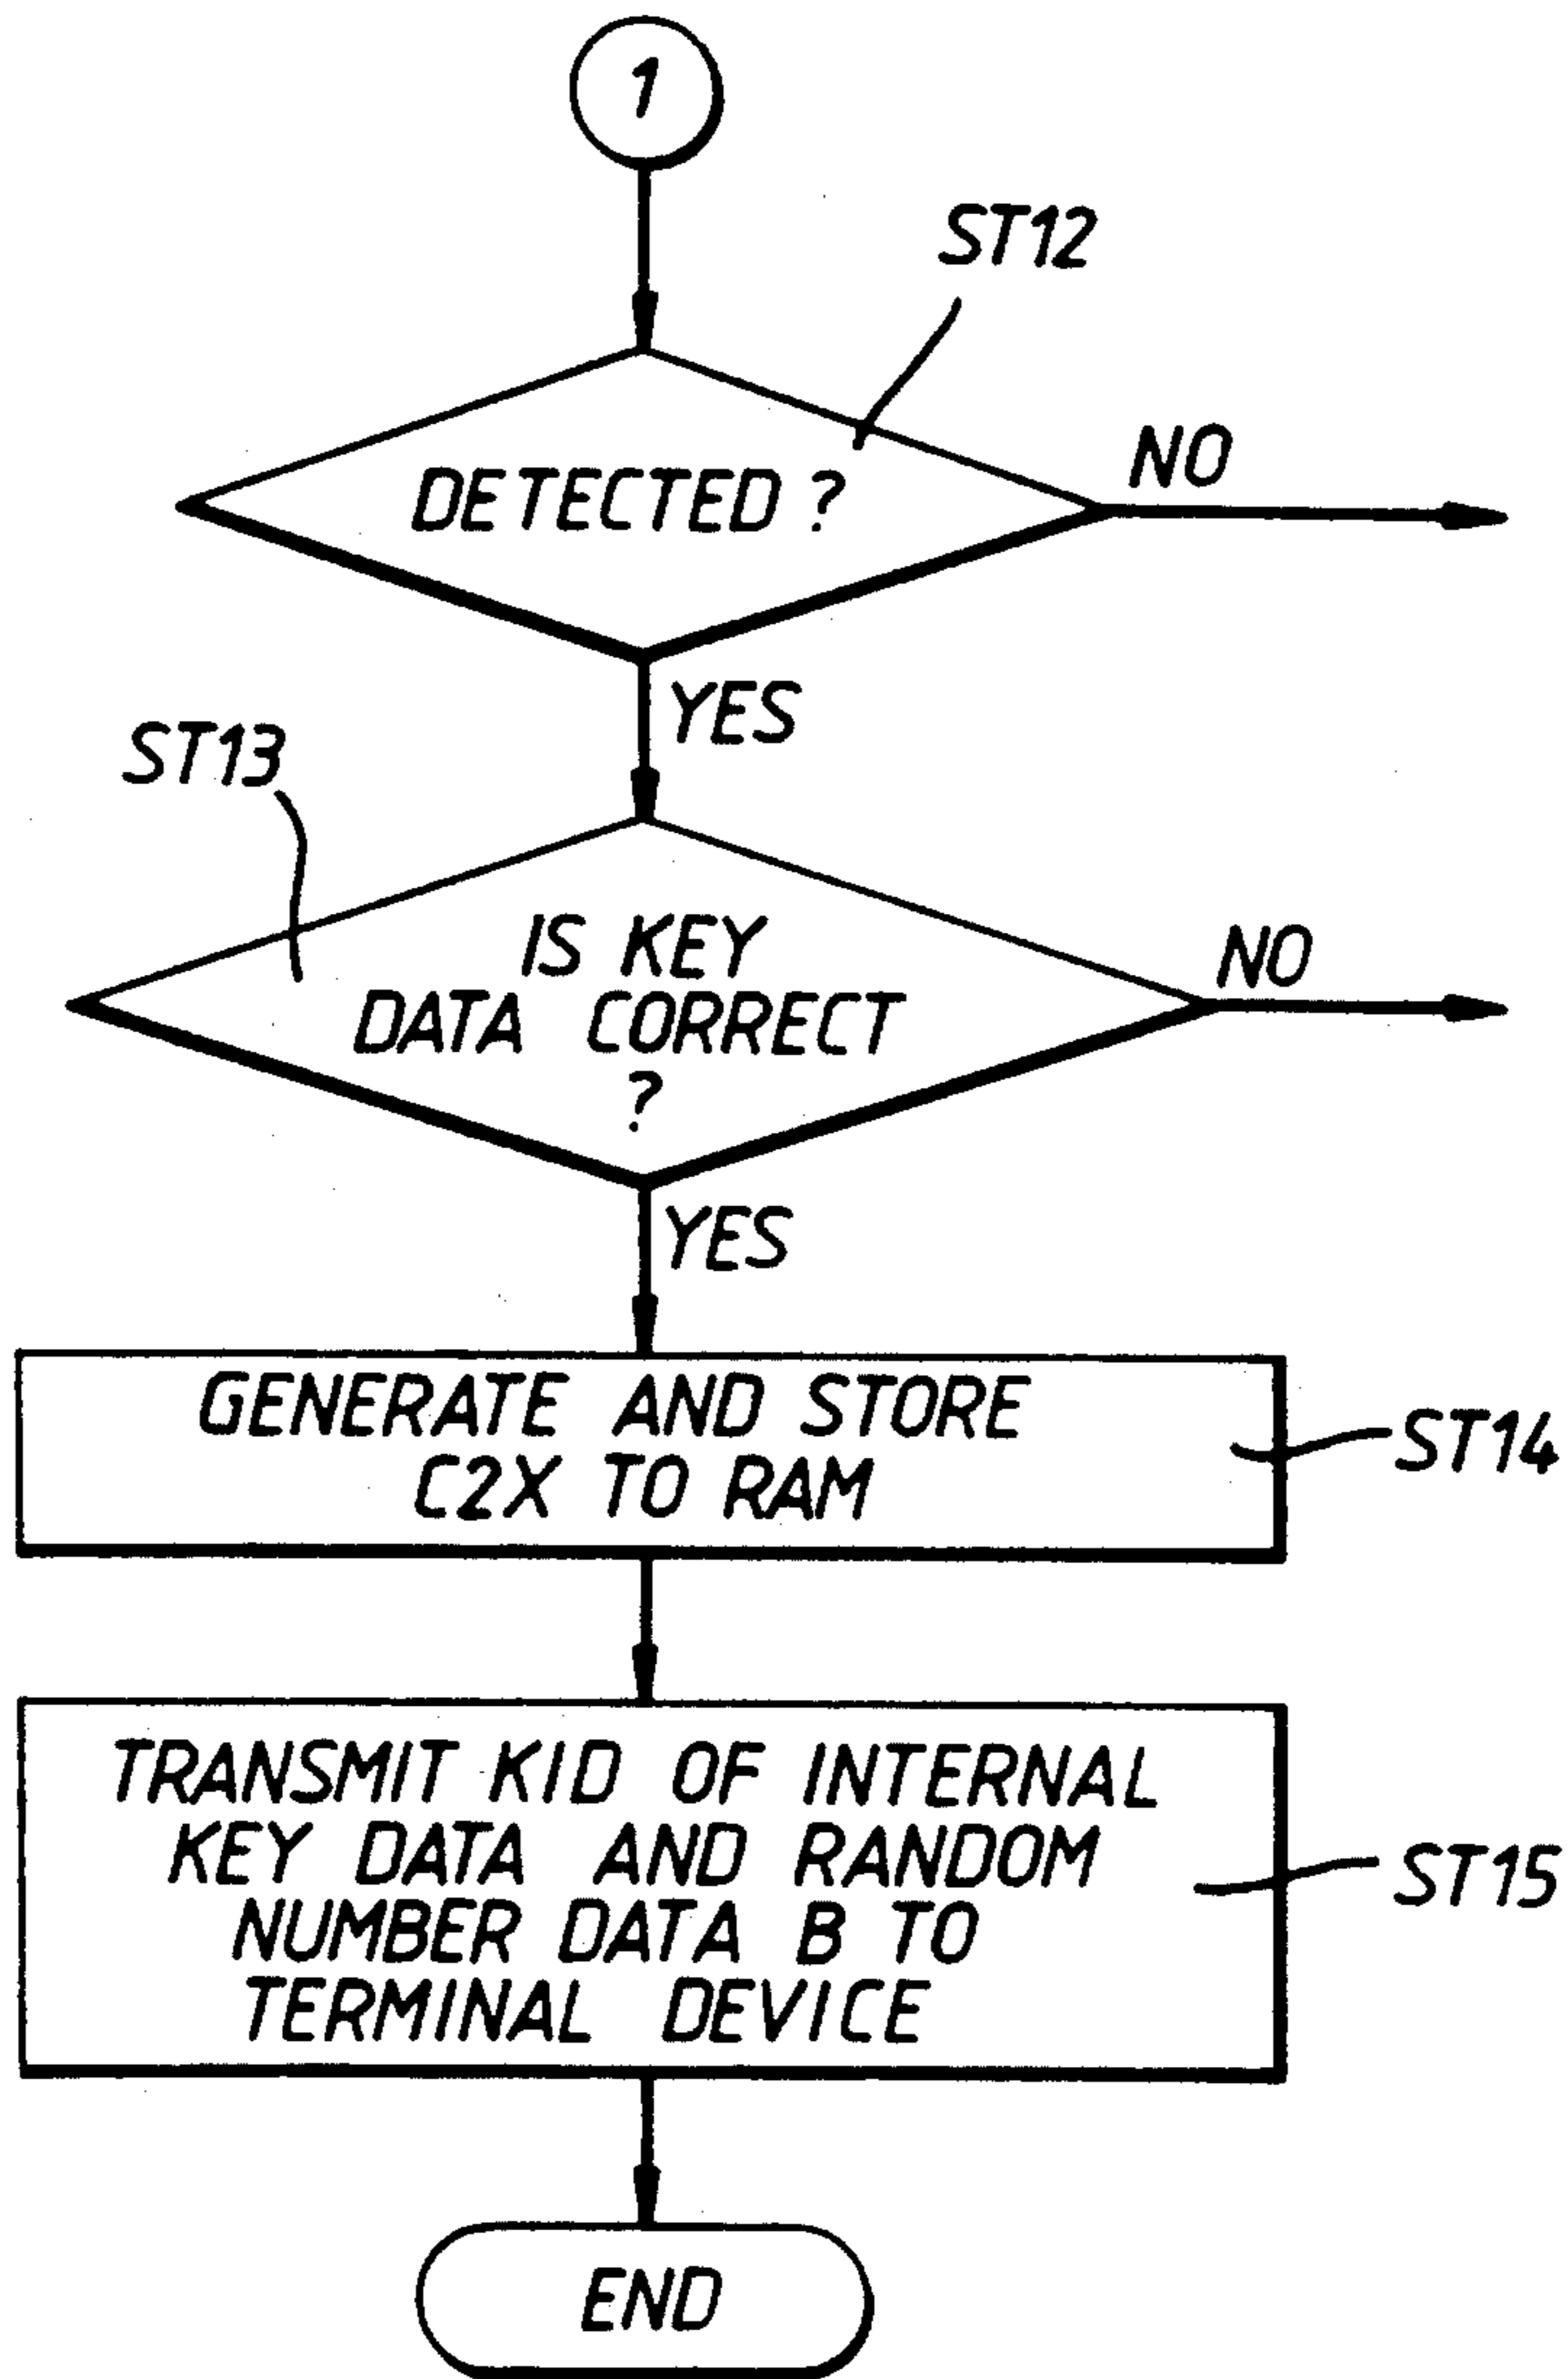 1
ST12
DETECTED ?
NO
YES
ST13
IS KEY
DATA CORRECT
?
NO
YES
GENERATE AND STORE
C2X TO RAM
ST14
TRANSMIT KID OF INTERNAL
KEY DATA AND RANDOM
NUMBER DATA B TO
TERMINAL DEVICE
ST15
END